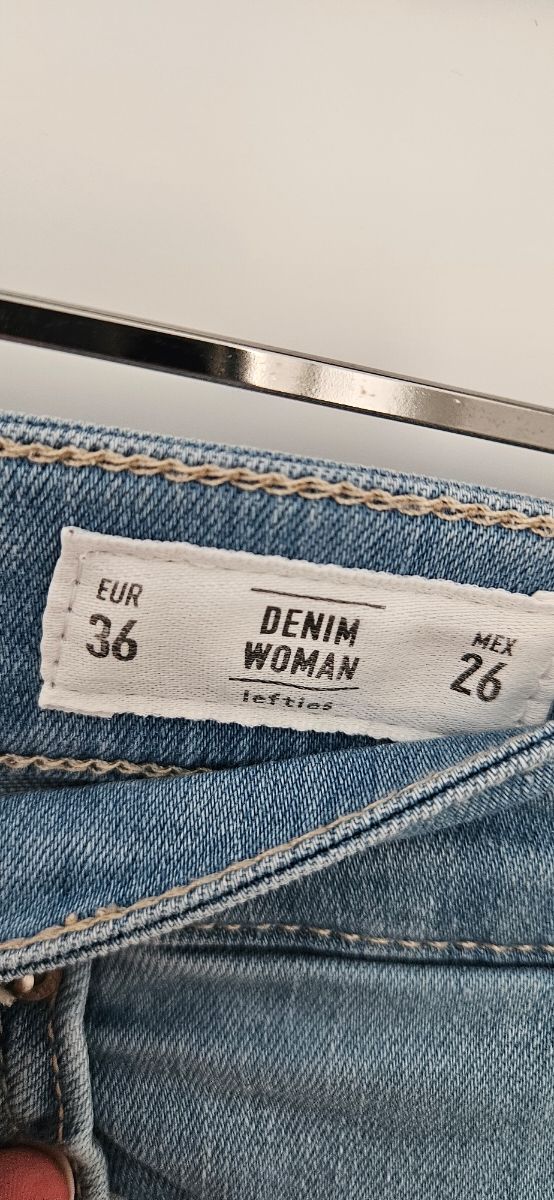 EUR
36
DENIM
WOMAN
lefties
MEX
26